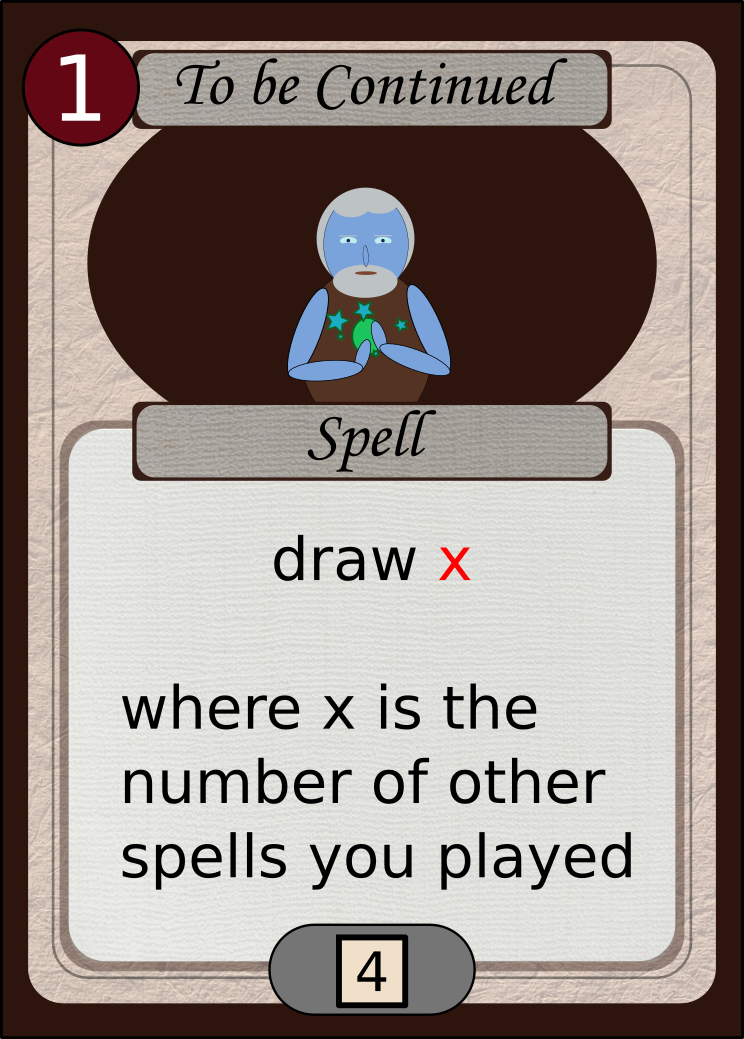 1
To be Continued
Spell
draw x
where x is the
number of other
spells you played
4